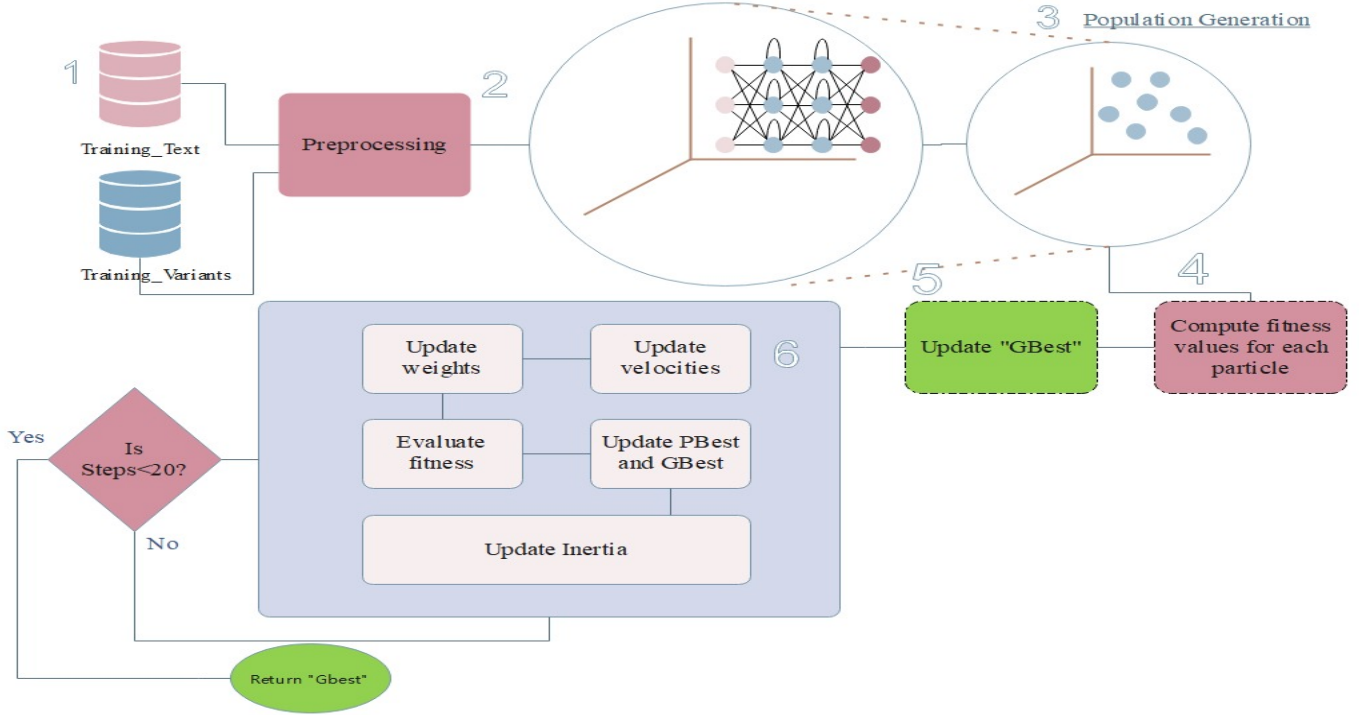 1
Training_Text
Training_Variants
Preprocessing
2
3
Population Generation
4
Compute fitness
values for each
particle
5
Update "GBest"
6
Update
weights
Update
velocities
Evaluate
fitness
Update PBest
and GBest
Update Inertia
Is
Steps<20?
Yes
No
Return "Gbest"